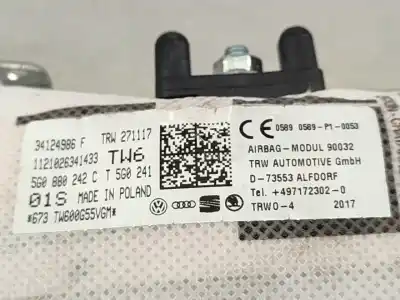 34124986 F TRW 271117
1121026341433 TW6
5G0 880 242 C T 5G0 241
01S MADE IN POLAND
*673 TW600G55VGM*
CE 0589 0589-P1-0053
AIRBAG-MODUL 90032
TRW AUTOMOTIVE GmbH
D-73553 ALFDORF
Tel. +497172302-0
TRWO-4 2017